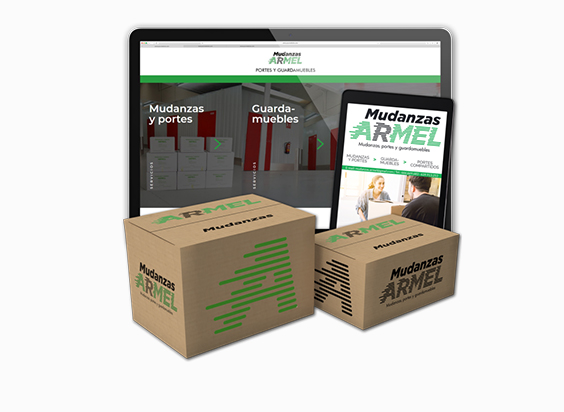 Mudanzas
ARMEL
PORTES Y GUARDAMUEBLES
Mudanzas
y portes
Guarda-
muebles
SERVICIOS
SERVICIOS
Mudanzas
ARMEL
Mudanzas, portes y guardamuebles
MUDANZAS
Y PORTES
GUARDA-
MUEBLES
PORTES
COMPARTIDOS
ARMEL
Mudanzas
Mudanzas
ARMEL
ARMEL
Mudanzas
Mudanzas
ARMEL
Mudanzas, portes y guardamuebles